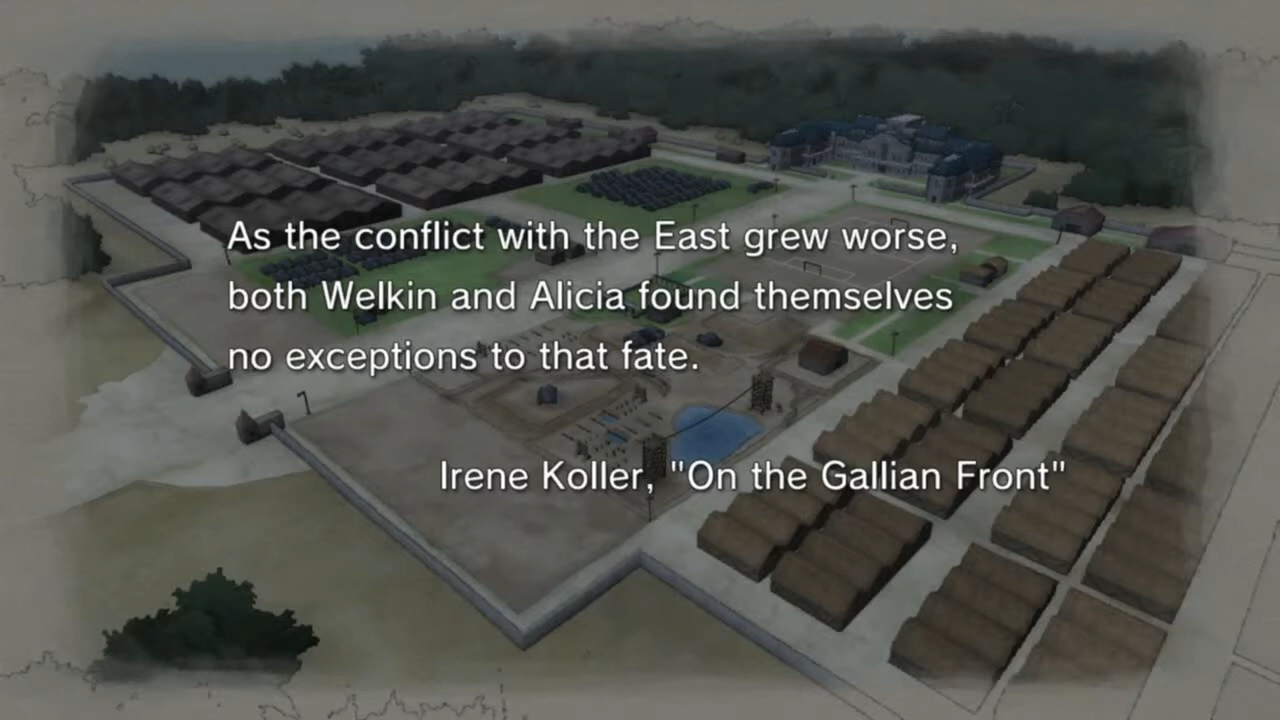 As the conflict with the East grew worse,
both Welkin and Alicia found themselves
no exceptions to that fate.
Irene Koller, "On the Gallian Front"